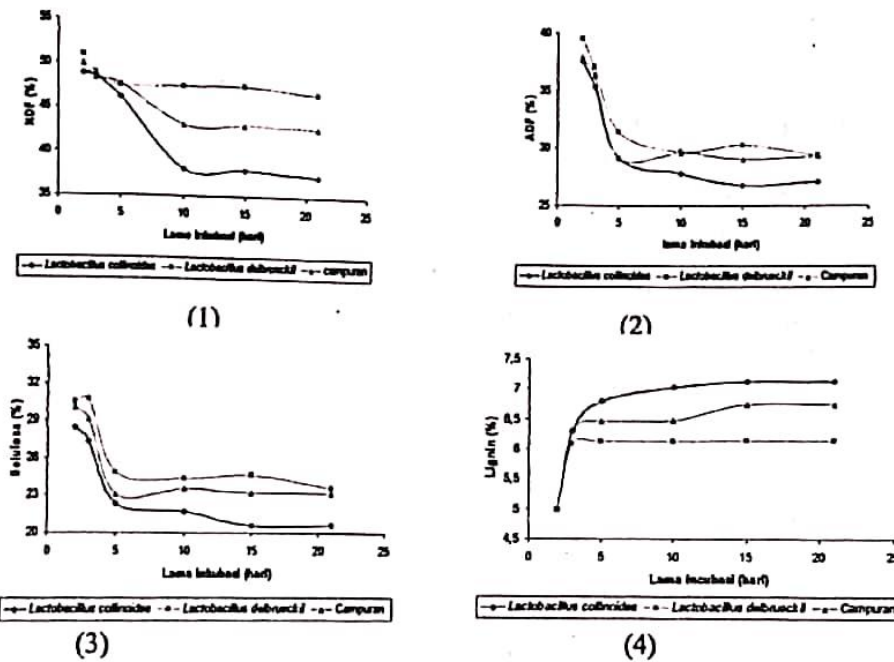 35
50
45
40
35
NDF (%)
0 5 10 15 20 25
Lama Inkubasi (hari)
Lactobacillus collinoides Lactobacillus delbrueckii campuran
(1)
40
35
30
25
ADF (%)
0 5 10 15 20 25
lama Inkubasi (hari)
Lactobacillus collinoides Lactobacillus delbrueckii Campuran
(2)
35
32
29
26
23
20
Selulosa (%)
0 5 10 15 20 25
Lama Inkubasi (hari)
Lactobacillus collinoides Lactobacillus delbrueckii Campuran
(3)
7,5
7
6,5
6
5,5
5
4,5
Lignin (%)
0 5 10 15 20 25
Lama Incubasi (hari)
Lactobacillus collinoides Lactobacillus delbrueckii Campuran
(4)